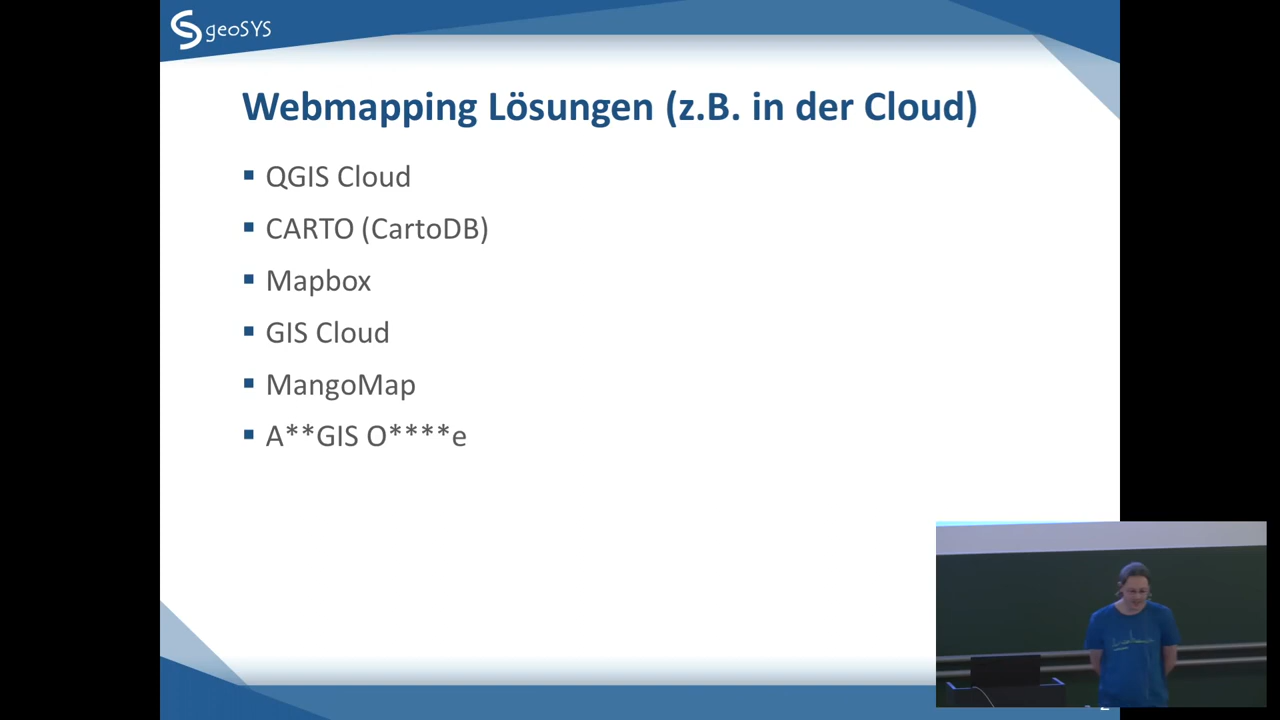 geoSYS
Webmapping Lösungen (z.B. in der Cloud)
QGIS Cloud
CARTO (CartoDB)
Mapbox
GIS Cloud
MangoMap
A**GIS O****e